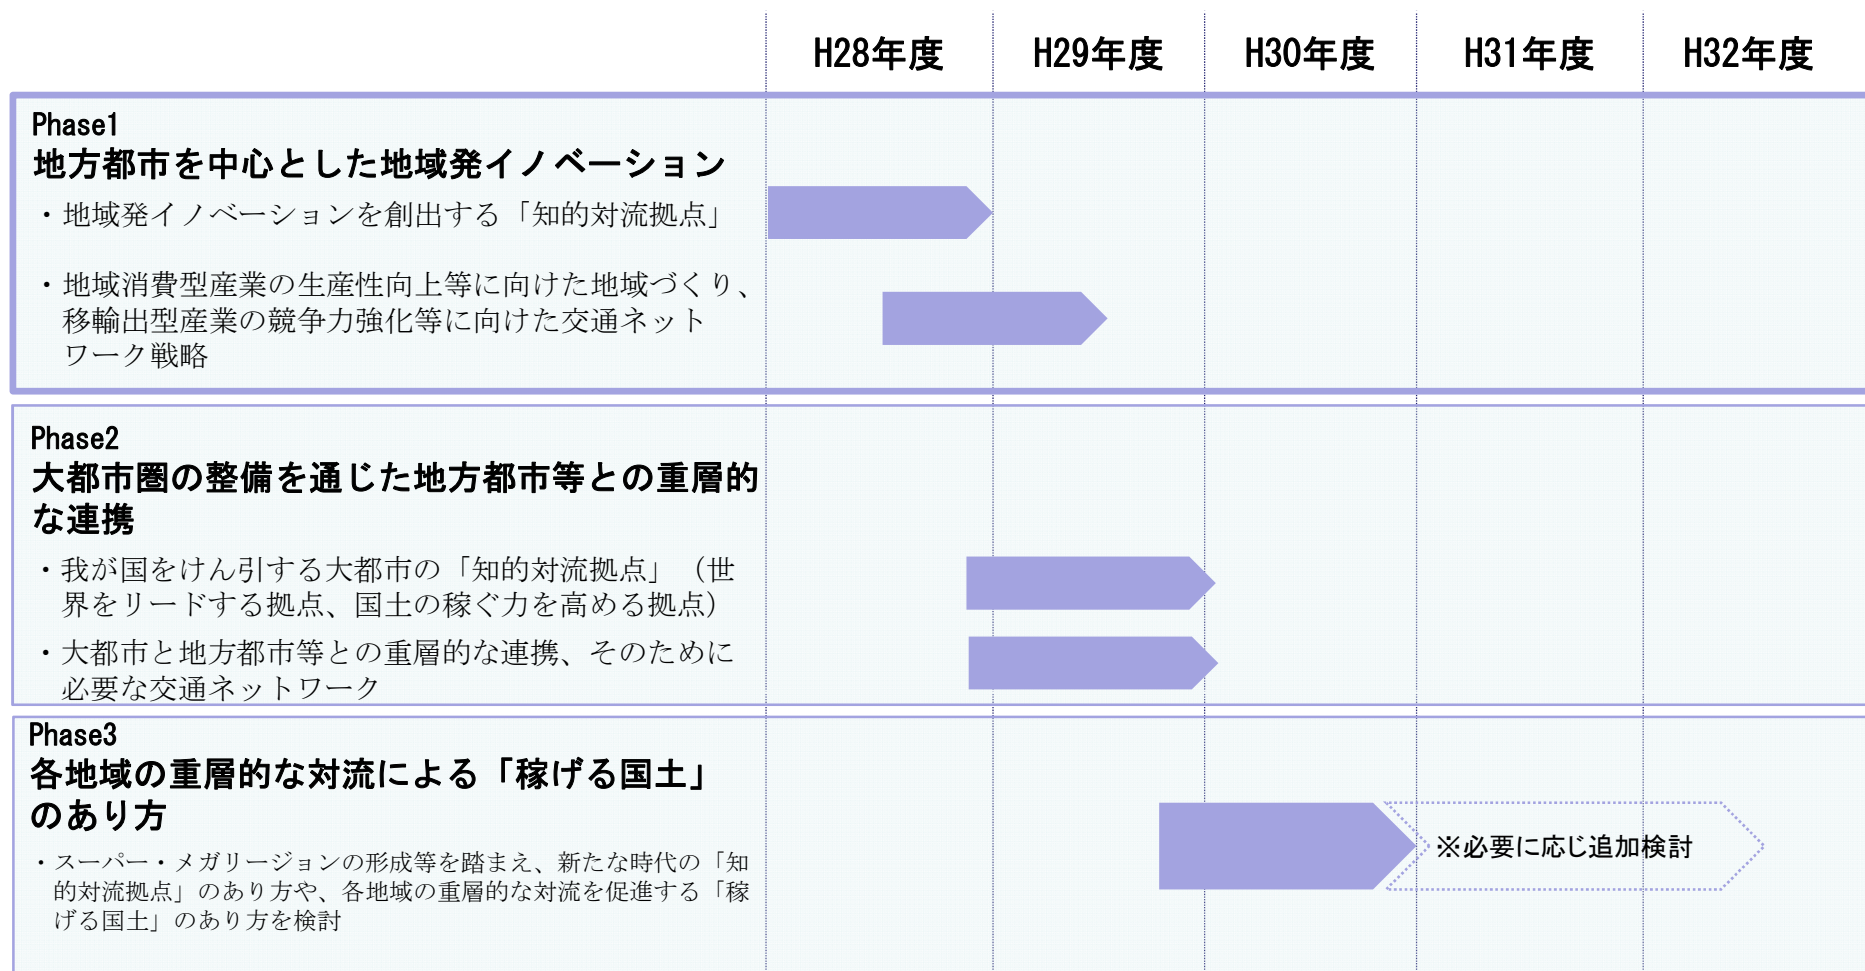 H28年度 H29年度 H30年度 H31年度 H32年度
Phase1
地方都市を中心とした地域発イノベーション
・地域発イノベーションを創出する「知的対流拠点」
・地域消費型産業の生産性向上等に向けた地域づくり、
移輸出型産業の競争力強化等に向けた交通ネット
ワーク戦略
Phase2
大都市圏の整備を通じた地方都市等との重層的
な連携
・我が国をけん引する大都市の「知的対流拠点」（世
界をリードする拠点、国土の稼ぐ力を高める拠点）
・大都市と地方都市等との重層的な連携、そのために
必要な交通ネットワーク
Phase3
各地域の重層的な対流による「稼げる国土」
のあり方
・スーパー・メガリージョンの形成等を踏まえ、新たな時代の「知
的対流拠点」のあり方や、各地域の重層的な対流を促進する「稼
げる国土」のあり方を検討
※必要に応じ追加検討